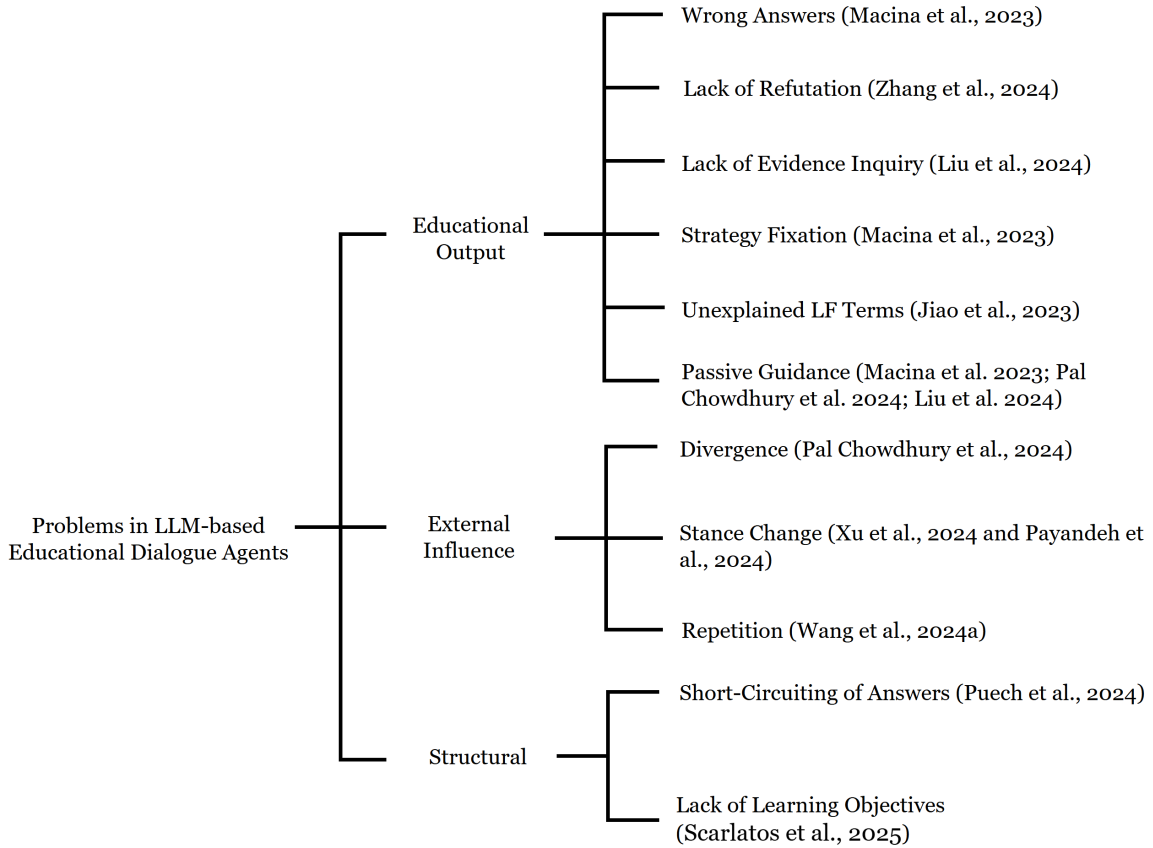 Problems in LLM-based
Educational Dialogue Agents
Educational
Output
Wrong Answers (Macina et al., 2023)
Lack of Refutation (Zhang et al., 2024)
Lack of Evidence Inquiry (Liu et al., 2024)
Strategy Fixation (Macina et al., 2023)
Unexplained LF Terms (Jiao et al., 2023)
Passive Guidance (Macina et al. 2023; Pal
Chowdhury et al. 2024; Liu et al. 2024)
External
Influence
Divergence (Pal Chowdhury et al., 2024)
Stance Change (Xu et al., 2024 and Payandeh et
al., 2024)
Repetition (Wang et al., 2024a)
Structural
Short-Circuiting of Answers (Puech et al., 2024)
Lack of Learning Objectives
(Scarlatos et al., 2025)